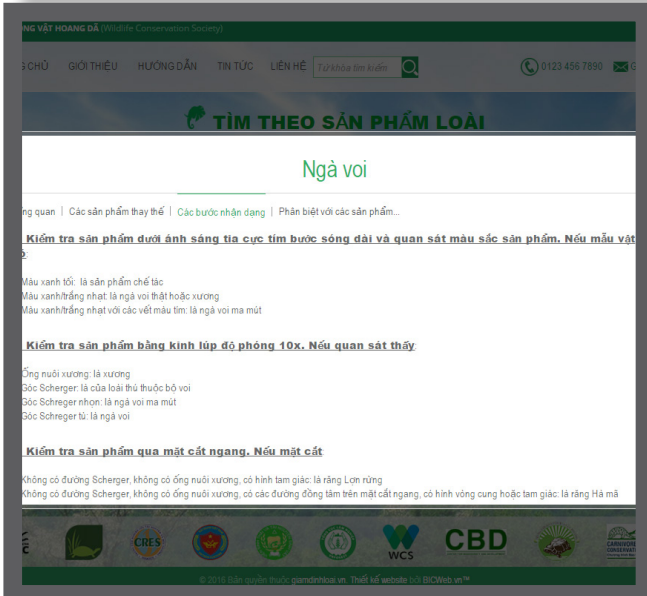 NG VẬT HOANG DÃ (Wildlife Conservation Society)
G CHỦ GIỚI THIỆU HƯỚNG DẪN TIN TỨC LIÊN HỆ Từ khóa tìm kiếm 0123 456 7890 G
TÌM THEO SẢN PHẨM LOÀI
Ngà voi
ng quan | Các sản phẩm thay thế | Các bước nhận dạng | Phân biệt với các sản phẩm...
Kiểm tra sản phẩm dưới ánh sáng tia cực tím bước sóng dài và quan sát màu sắc sản phẩm. Nếu mẫu vật
ó:
Màu xanh tối: là sản phẩm chế tác
Màu xanh/trắng nhạt: là ngà voi thật hoặc xương
Màu xanh/trắng nhạt với các vết màu tím: là ngà voi ma mút
Kiểm tra sản phẩm bằng kính lúp độ phóng 10x. Nếu quan sát thấy:
Ống nuôi xương: là xương
Góc Scherger: là của loài thú thuộc bộ voi
Góc Schreger nhọn: là ngà voi ma mút
Góc Schreger tù: là ngà voi
Kiểm tra sản phẩm qua mặt cắt ngang. Nếu mặt cắt:
Không có đường Scherger, không có ống nuôi xương, có hình tam giác: là răng Lợn rừng
Không có đường Scherger, không có ống nuôi xương, có các đường đồng tâm trên mặt cắt ngang, có hình vòng cung hoặc tam giác: là răng Hà mã
CRES WCS CBD
© 2016 Bản quyền thuộc giamdinhloai.vn. Thiết kế website bởi BICWeb.vn™